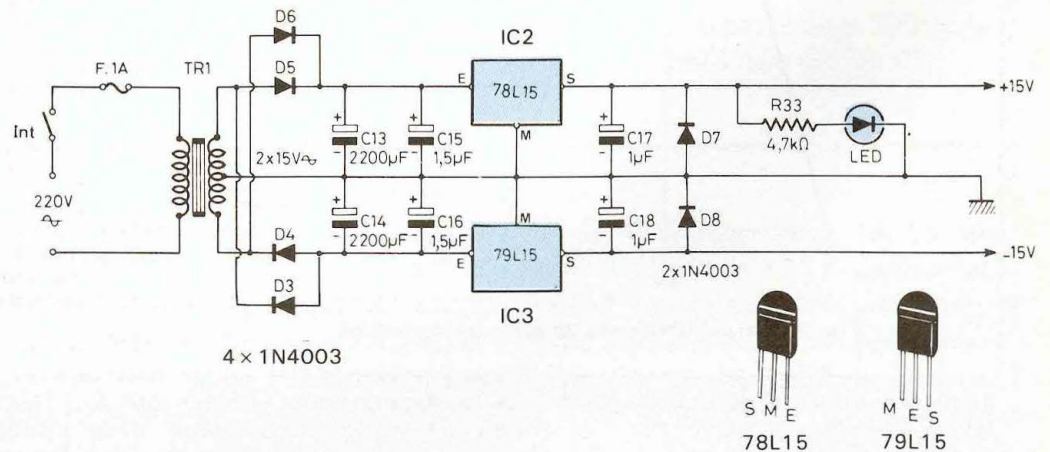 D6
IC2
F.1A
TR1
D5
E
78L15
S
+15V
Int
M
R33
4,7kΩ
LED
+
-
C13
2200µF
+
-
C15
1,5µF
+
-
C17
1µF
D7
2x15V∿
220V
∿
+
-
C14
2200µF
+
-
C16
1,5µF
M
+
-
C18
1µF
D8
D4
E
79L15
S
-15V
D3
IC3
2x1N4003
4 × 1N4003
S M E
M E S
78L15
79L15